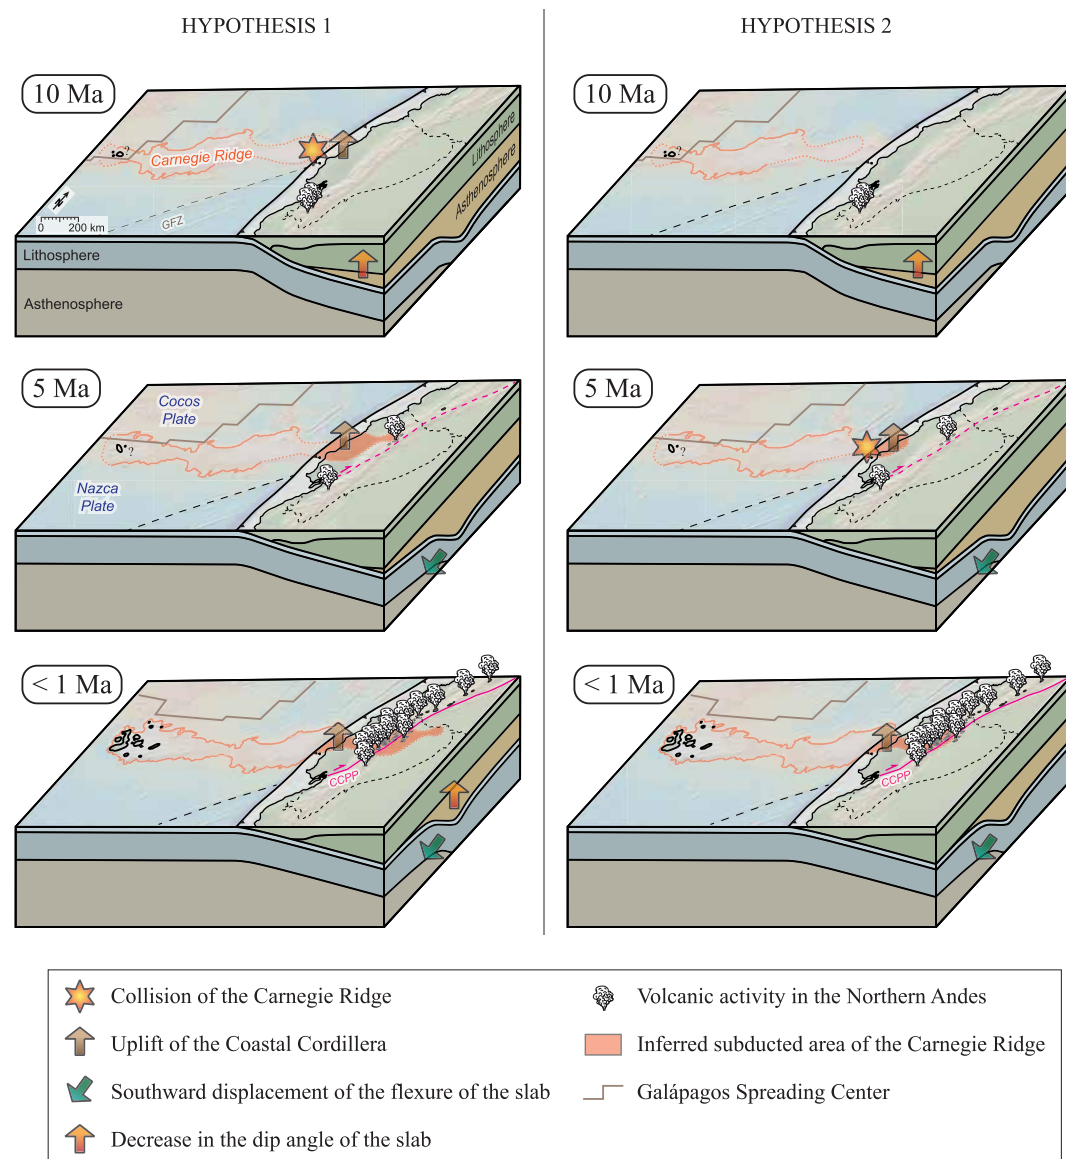 HYPOTHESIS 1
HYPOTHESIS 2
10 Ma
10 Ma
?
Carnegie Ridge
Lithosphere
Asthenosphere
N
GFZ
0 200 km
Lithosphere
Asthenosphere
?
5 Ma
5 Ma
Cocos
Plate
?
Nazca
Plate
?
< 1 Ma
< 1 Ma
CCPP
CCPP
Collision of the Carnegie Ridge
Volcanic activity in the Northern Andes
Uplift of the Coastal Cordillera
Inferred subducted area of the Carnegie Ridge
Southward displacement of the flexure of the slab
Galápagos Spreading Center
Decrease in the dip angle of the slab